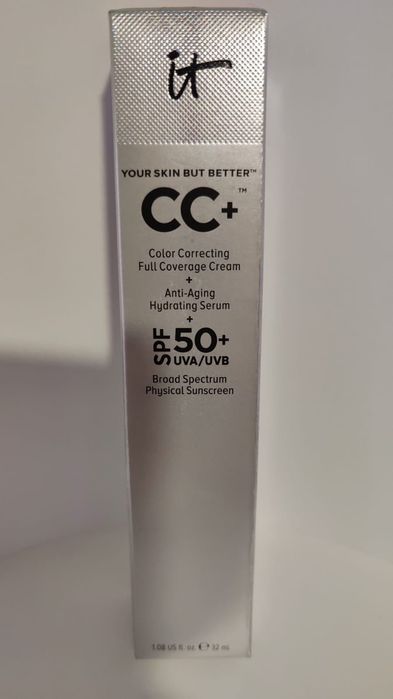 it
YOUR SKIN BUT BETTER™
CC+™
Color Correcting
Full Coverage Cream
+
Anti-Aging
Hydrating Serum
+
SPF 50+
UVA/UVB
Broad Spectrum
Physical Sunscreen
1.08 US fl. oz. ℮ 32 mL